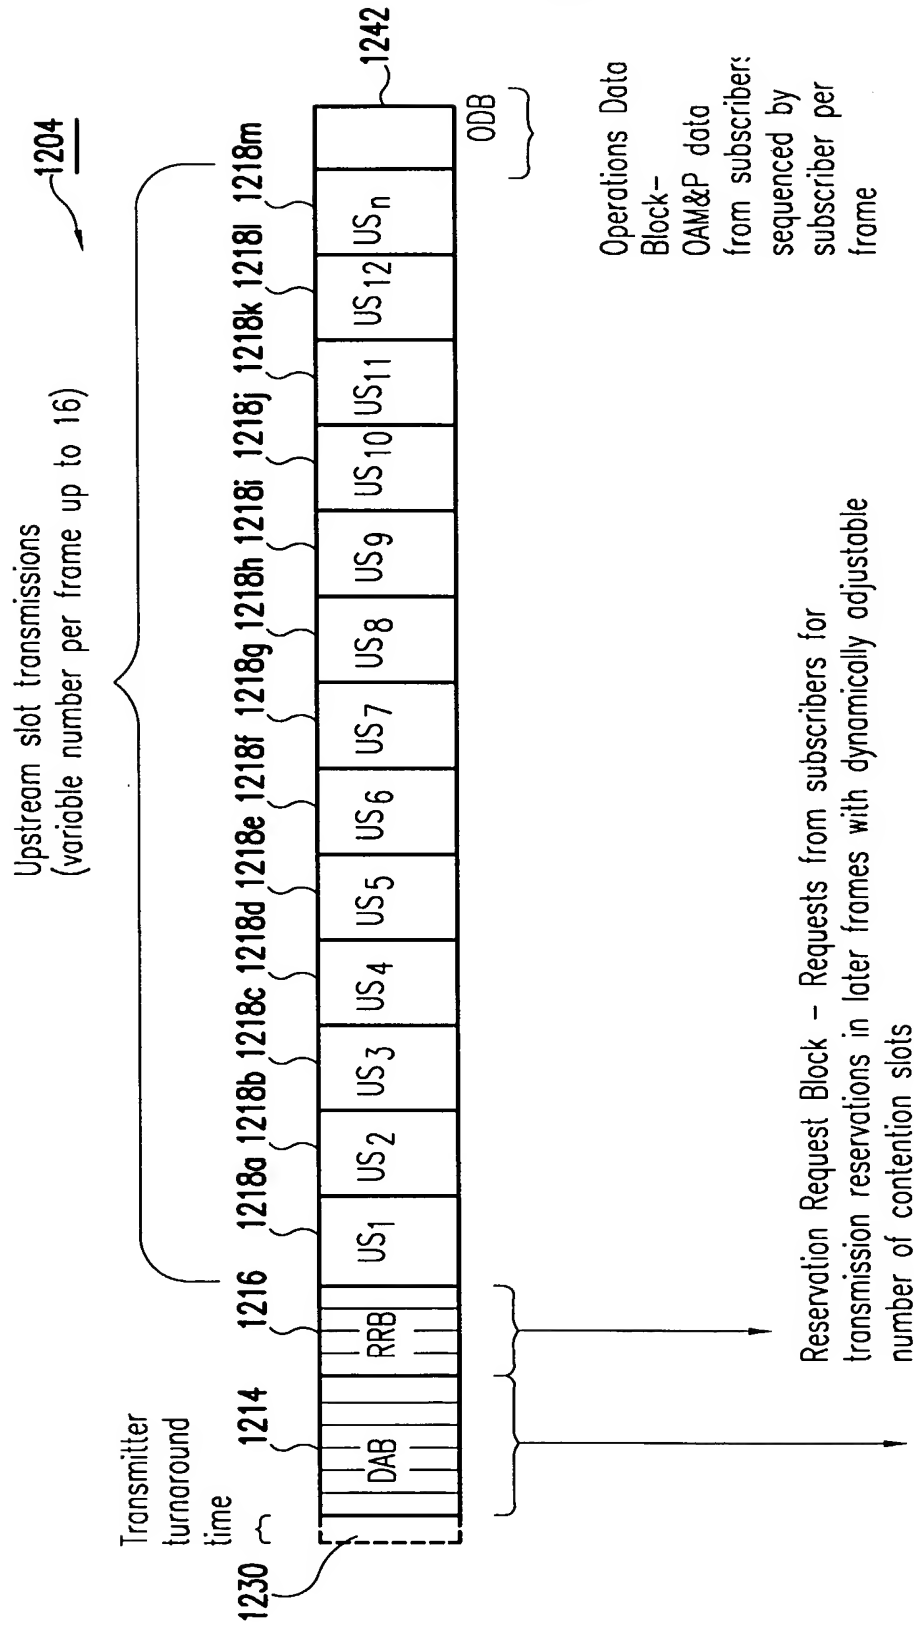 1204
Upstream slot transmissions
(variable number per frame up to 16)
Transmitter
turnaround
time
1230
1214
1216
1218a
1218b
1218c
1218d
1218e
1218f
1218g
1218h
1218i
1218j
1218k
1218l
1218m
1242
DAB
RRB
US1
US2
US3
US4
US5
US6
US7
US8
US9
US10
US11
US12
USn
ODB
Operations Data
Block–
OAM&P data
from subscribers
sequenced by
subscriber per
frame
Reservation Request Block – Requests from subscribers for
transmission reservations in later frames with dynamically adjustable
number of contention slots